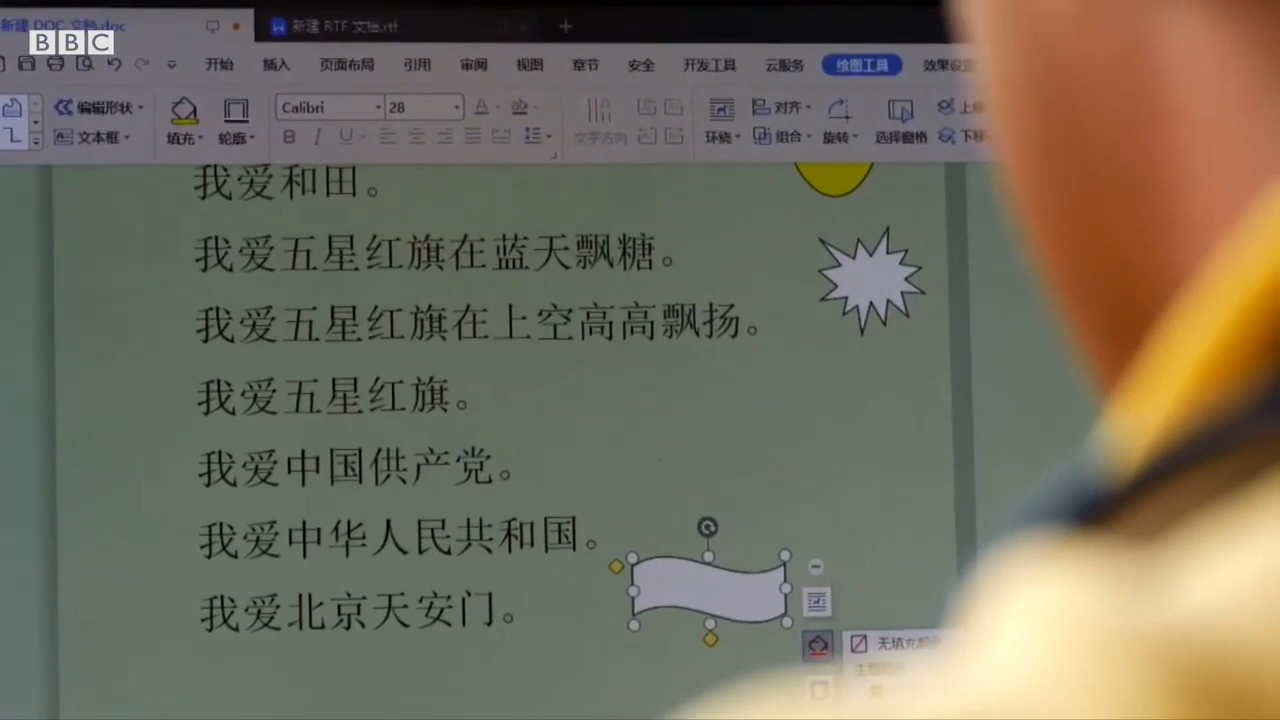 新建 DOC 文档.doc 新建 RTF 文档.rtf
BBC
开始 插入 页面布局 引用 审阅 视图 章节 安全 开发工具 云服务 绘图工具 效果设置
编辑形状 Calibri 28 对齐
文本框 填充 轮廓 B I U 文字方向 环绕 组合 旋转 选择窗格
我爱和田。
我爱五星红旗在蓝天飘糖。
我爱五星红旗在上空高高飘扬。
我爱五星红旗。
我爱中国供产党。
我爱中华人民共和国。
我爱北京天安门。
无填充颜色